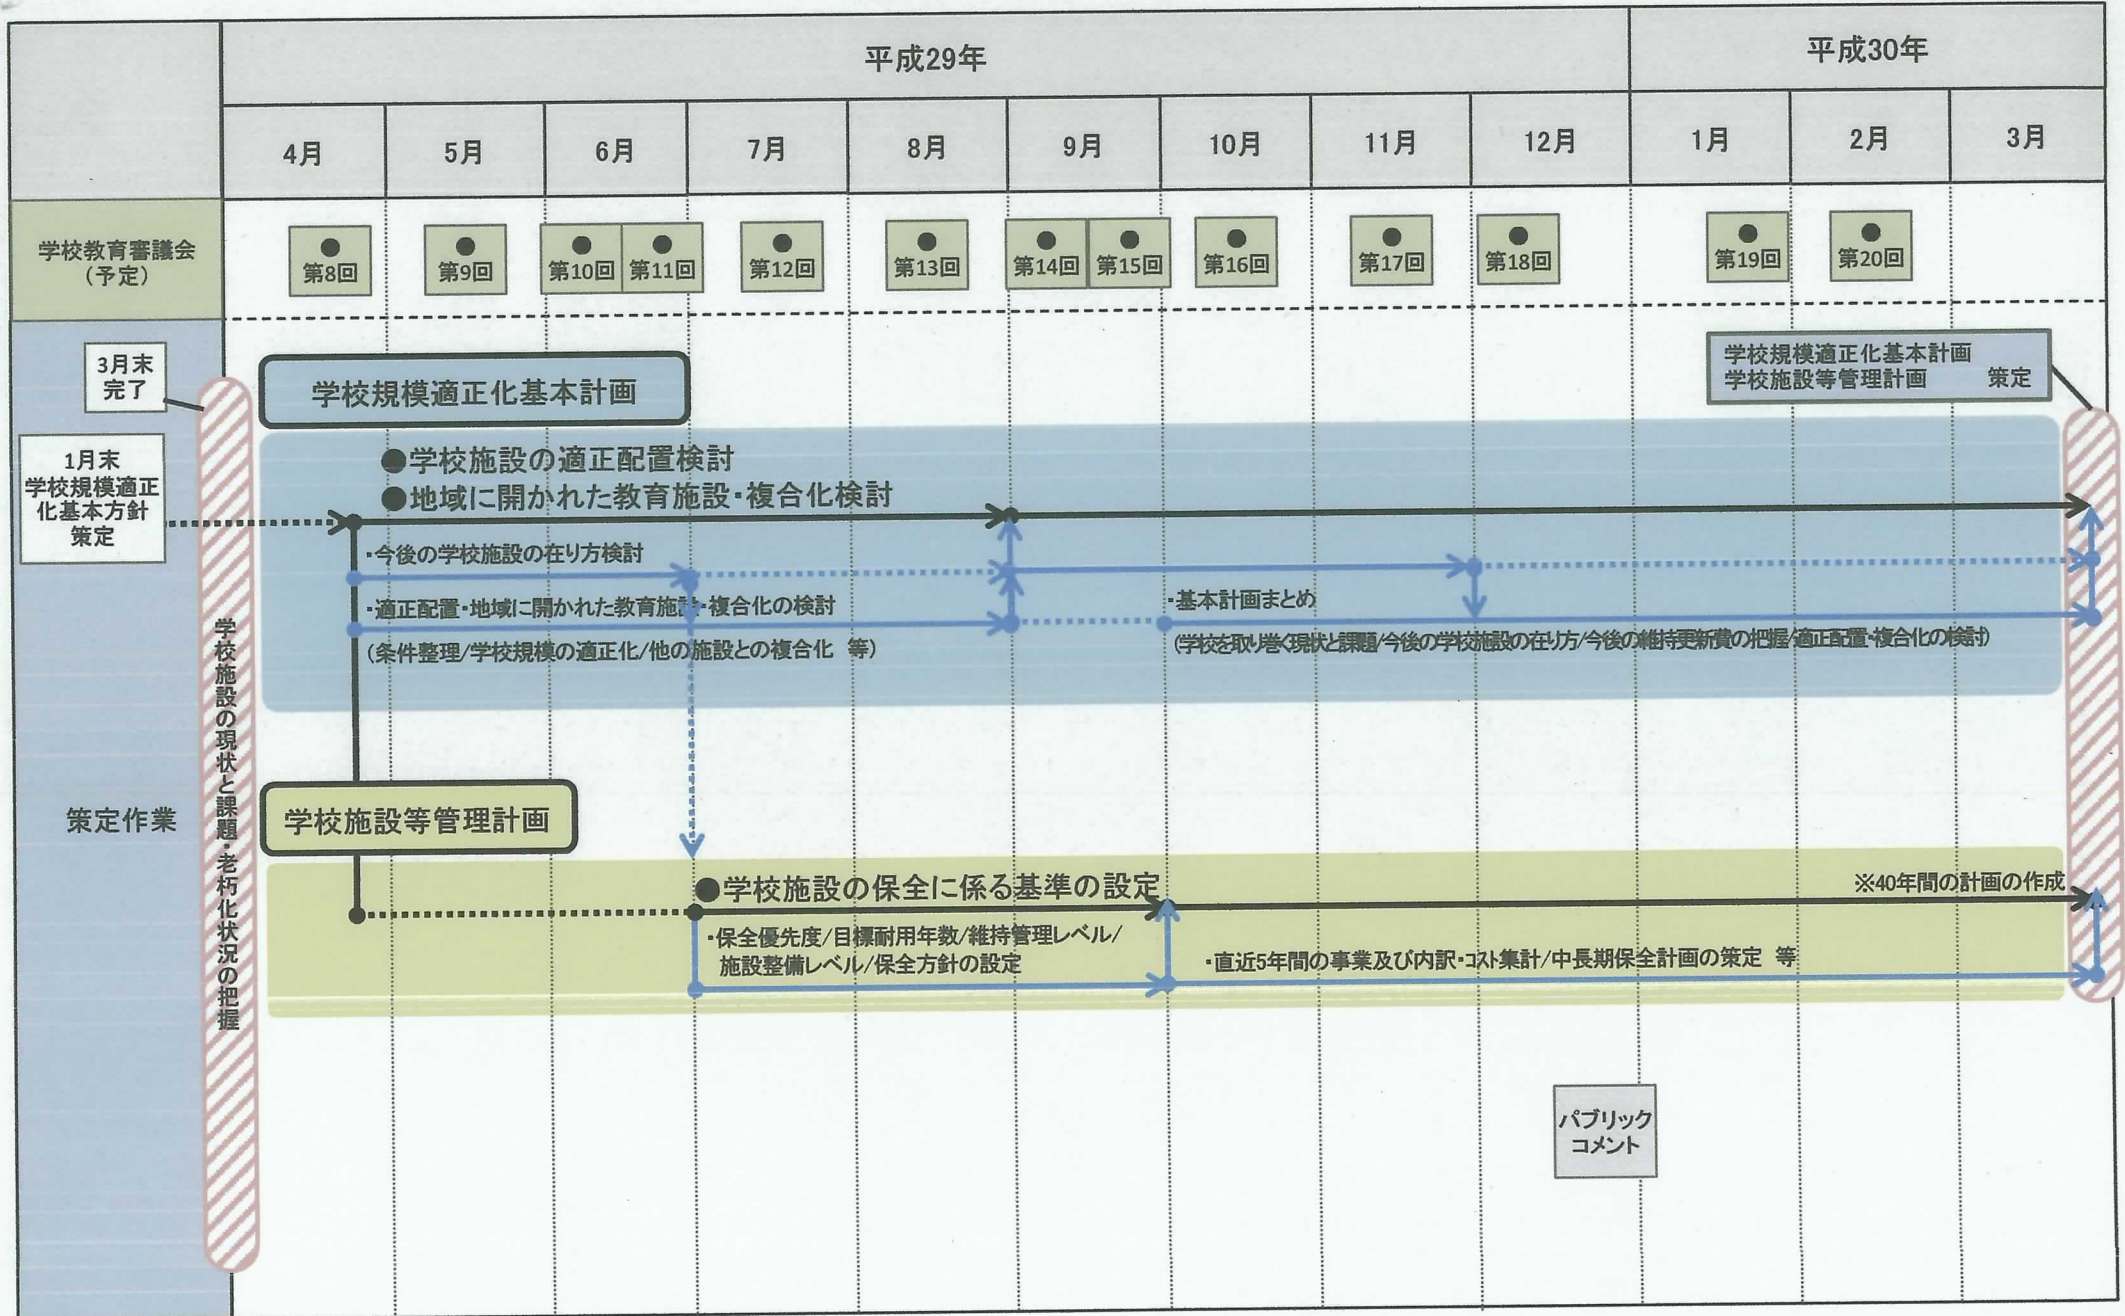 平成29年
平成30年
4月
5月
6月
7月
8月
9月
10月
11月
12月
1月
2月
3月
学校教育審議会
(予定)
●
第8回
●
第9回
●
第10回
●
第11回
●
第12回
●
第13回
●
第14回
●
第15回
●
第16回
●
第17回
●
第18回
●
第19回
●
第20回
策定作業
3月末
完了
1月末
学校規模適正
化基本方針
策定
学校施設の現状と課題・老朽化状況の把握
学校規模適正化基本計画
学校規模適正化基本計画
学校施設等管理計画 策定
●学校施設の適正配置検討
●地域に開かれた教育施設・複合化検討
・今後の学校施設の在り方検討
・適正配置・地域に開かれた教育施設・複合化の検討
(条件整理/学校規模の適正化/他の施設との複合化 等)
・基本計画まとめ
(学校を取り巻く現状と課題/今後の学校施設の在り方/今後の維持更新費の把握/適正配置・複合化の検討)
学校施設等管理計画
●学校施設の保全に係る基準の設定
※40年間の計画の作成
・保全優先度/目標耐用年数/維持管理レベル/
施設整備レベル/保全方針の設定
・直近5年間の事業及び内訳・コスト集計/中長期保全計画の策定 等
パブリック
コメント